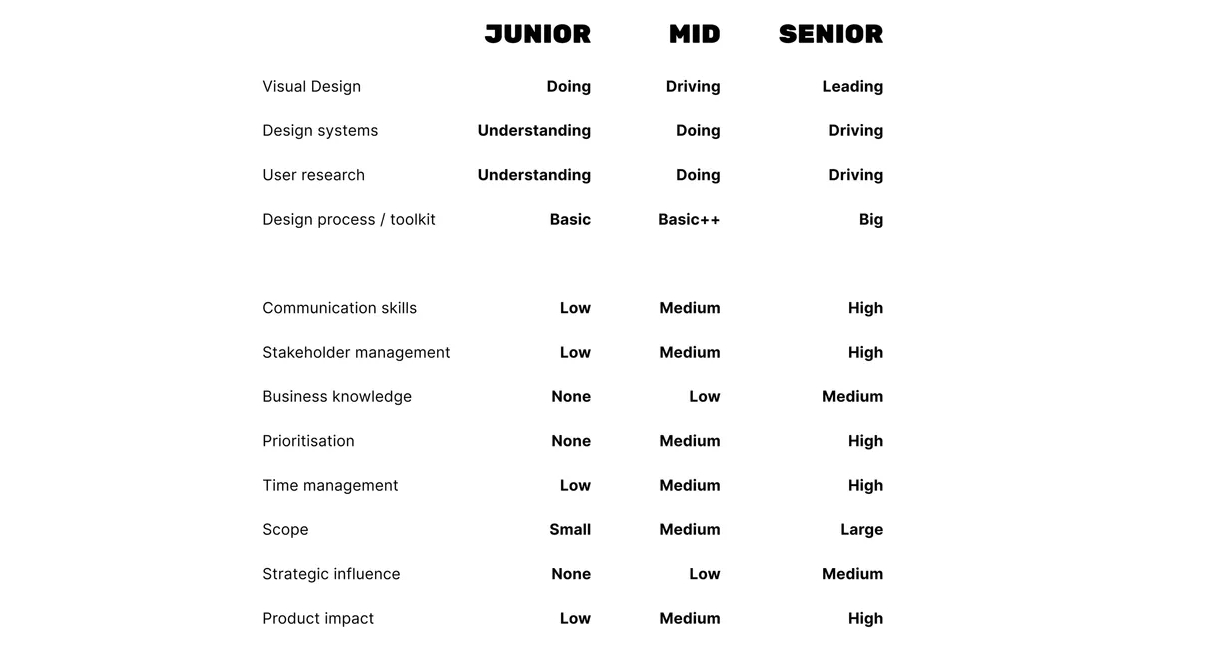 JUNIOR MID SENIOR
Visual Design Doing Driving Leading
Design systems Understanding Doing Driving
User research Understanding Doing Driving
Design process / toolkit Basic Basic++ Big
Communication skills Low Medium High
Stakeholder management Low Medium High
Business knowledge None Low Medium
Prioritisation None Medium High
Time management Low Medium High
Scope Small Medium Large
Strategic influence None Low Medium
Product impact Low Medium High